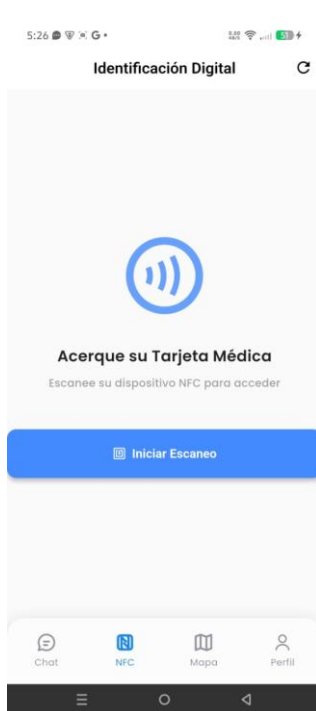 5:26 G
Identificación Digital
Acerque su Tarjeta Médica
Escanee su dispositivo NFC para acceder
Iniciar Escaneo
Chat
NFC
Mapa
Perfil